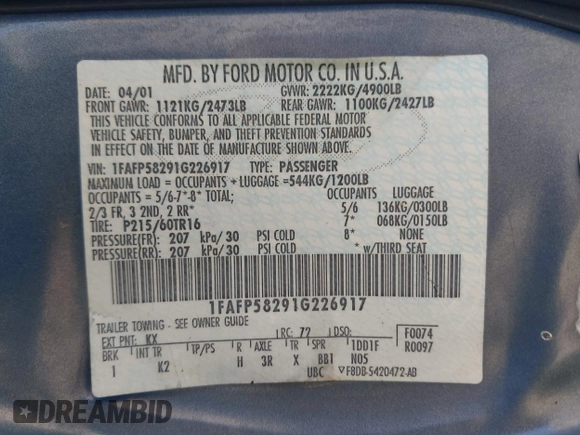 MFD. BY FORD MOTOR CO. IN U.S.A.
DATE: 04/01 GVWR: 2222KG/4900LB
FRONT GAWR: 1121KG/2473LB REAR GAWR: 1100KG/2427LB
THIS VEHICLE CONFORMS TO ALL APPLICABLE FEDERAL MOTOR
VEHICLE SAFETY, BUMPER, AND THEFT PREVENTION STANDARDS
IN EFFECT ON THE DATE OF MANUFACTURE SHOWN ABOVE.
VIN: 1FAFP58291G226917 TYPE: PASSENGER
MAXIMUM LOAD = OCCUPANTS + LUGGAGE =544KG/1200LB
OCCUPANTS = 5/6-7*-8* TOTAL; OCCUPANTS LUGGAGE
2/3 FR, 3 2ND, 2 RR* 5/6 136KG/0300LB
TIRE: P215/60TR16 7* 068KG/0150LB
PRESSURE(FR): 207 kPa/30 PSI COLD 8* NONE
PRESSURE(RR): 207 kPa/30 PSI COLD * w/THIRD SEAT
1FAFP58291G226917
TRAILER TOWING - SEE OWNER GUIDE
EXT PNT: KX RC: 72 DSO: F0074
BRK INT TR TP/PS R AXLE TR SPR 1DD1F R0097
1 K2 H 3R X BB1 N05
UBC ▽F8DB-5420472-AB
DREAMBID